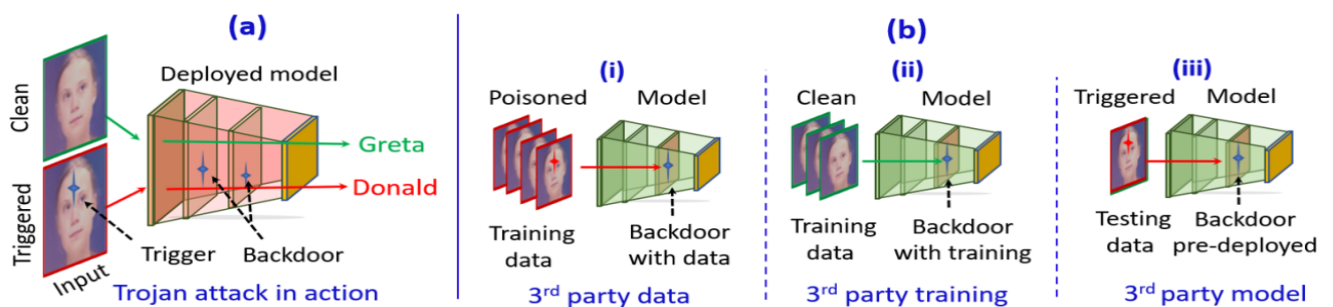 (a)
Clean
Triggered
Input
Deployed model
Greta
Donald
Trigger
Backdoor
Trojan attack in action
(b)
(i)
Poisoned
Model
Training
data
Backdoor
with data
3rd party data
(ii)
Clean
Model
Training
data
Backdoor
with training
3rd party training
(iii)
Triggered
Model
Testing
data
Backdoor
pre-deployed
3rd party model